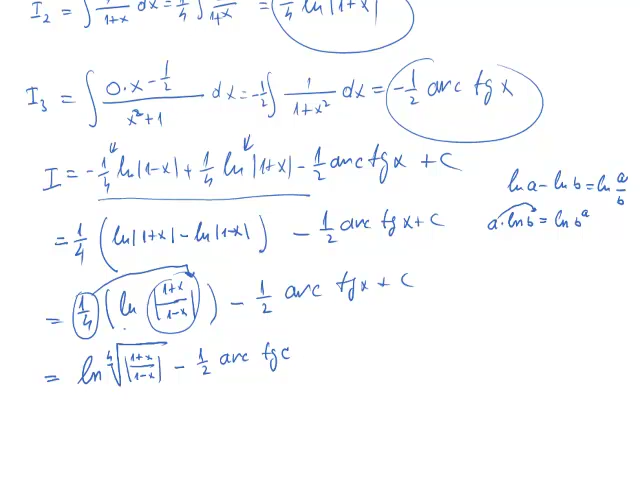 I₂ = ∫ 1/(1+x) dx = 1/4 ∫ 1/(1+x) = 1/4 ln|1+x|
I₃ = ∫ (0·x - 1/2)/(x²+1) dx = -1/2 ∫ 1/(1+x²) dx = -1/2 arc tg x
I = -1/4 ln|1-x| + 1/4 ln|1+x| - 1/2 arc tg x + C
ln a - ln b = ln a/b
= 1/4 (ln|1+x| - ln|1-x|) - 1/2 arc tg x + C
a·ln b = ln bᵃ
= 1/4 (ln |(1+x)/(1-x)|) - 1/2 arc tg x + C
= ln ⁴√|(1+x)/(1-x)| - 1/2 arc tg c